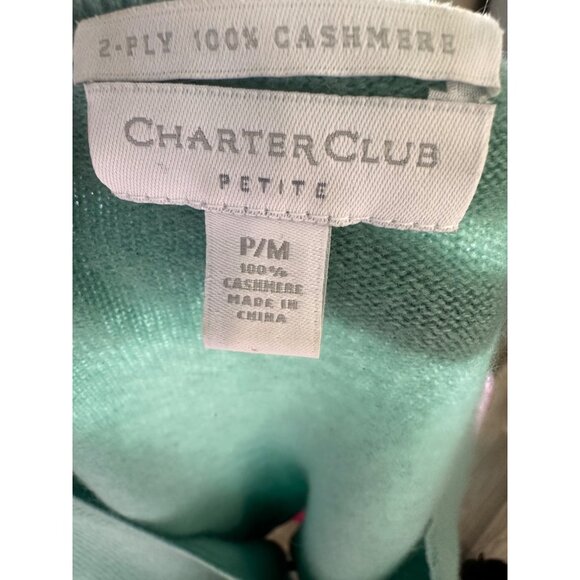 2-PLY 100% CASHMERE
CHARTER CLUB
PETITE
P/M
100%
CASHMERE
MADE IN
CHINA